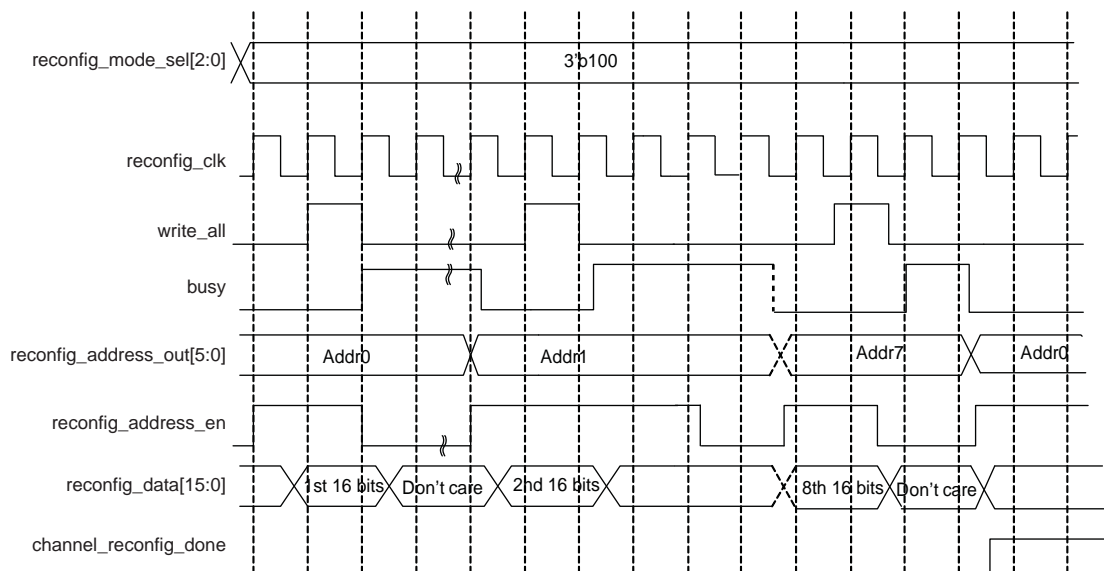 reconfig_mode_sel[2:0]
3'b100
reconfig_clk
write_all
busy
reconfig_address_out[5:0]
Addr0
Addr1
Addr7
Addr0
reconfig_address_en
reconfig_data[15:0]
1st 16 bits
Don't care
2nd 16 bits
8th 16 bits
Don't care
channel_reconfig_done